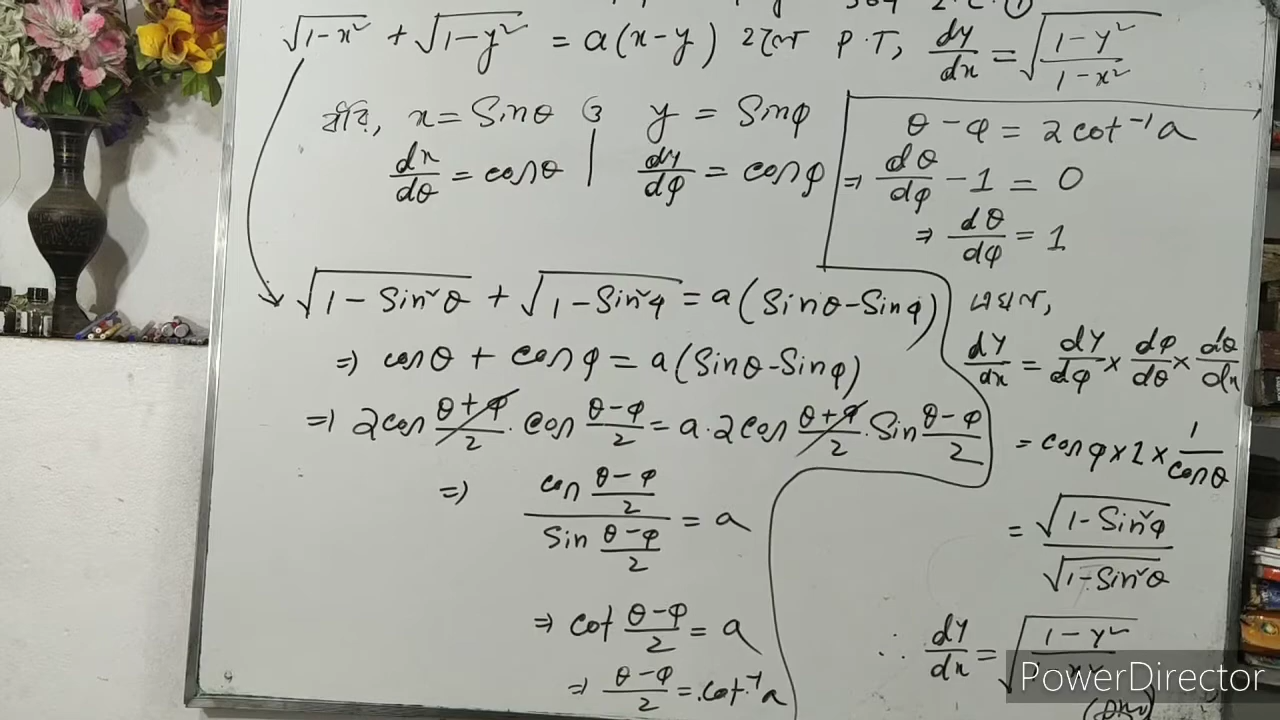 √(1-x²) + √(1-y²) = a(x-y) হলে P.T, dy/dx = √((1-y²)/(1-x²))
ধরি, x = Sinθ ও y = Sinφ
dx/dθ = cosθ | dy/dφ = cosφ
√(1-Sin²θ) + √(1-Sin²φ) = a(Sinθ-Sinφ)
⇒ cosθ + cosφ = a(Sinθ-Sinφ)
⇒ 2cos (θ+φ)/2 . cos (θ-φ)/2 = a.2cos (θ+φ)/2 . Sin (θ-φ)/2
⇒ (cos (θ-φ)/2)/(Sin (θ-φ)/2) = a
⇒ cot (θ-φ)/2 = a
⇒ (θ-φ)/2 = cot⁻¹a
θ-φ = 2cot⁻¹a
⇒ dθ/dφ - 1 = 0
⇒ dθ/dφ = 1
এখন,
dy/dx = dy/dφ × dφ/dθ × dθ/dx
= cosφ × 1 × 1/cosθ
= √(1-Sin²φ)/√(1-Sin²θ)
∴ dy/dx = √((1-y²)/(1-x²))
PowerDirector